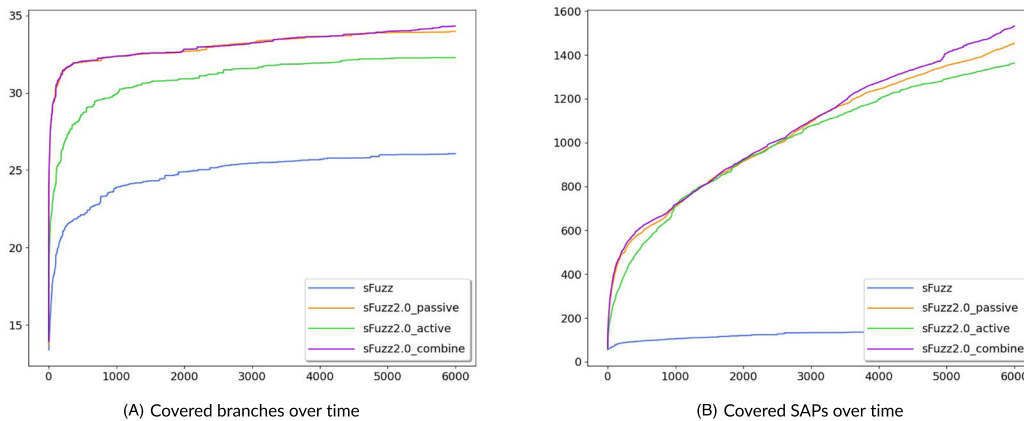 35
30
25
20
15
0
1000
2000
3000
4000
5000
6000
sFuzz
sFuzz2.0_passive
sFuzz2.0_active
sFuzz2.0_combine
(A) Covered branches over time
1600
1400
1200
1000
800
600
400
200
0
0
1000
2000
3000
4000
5000
6000
sFuzz
sFuzz2.0_passive
sFuzz2.0_active
sFuzz2.0_combine
(B) Covered SAPs over time